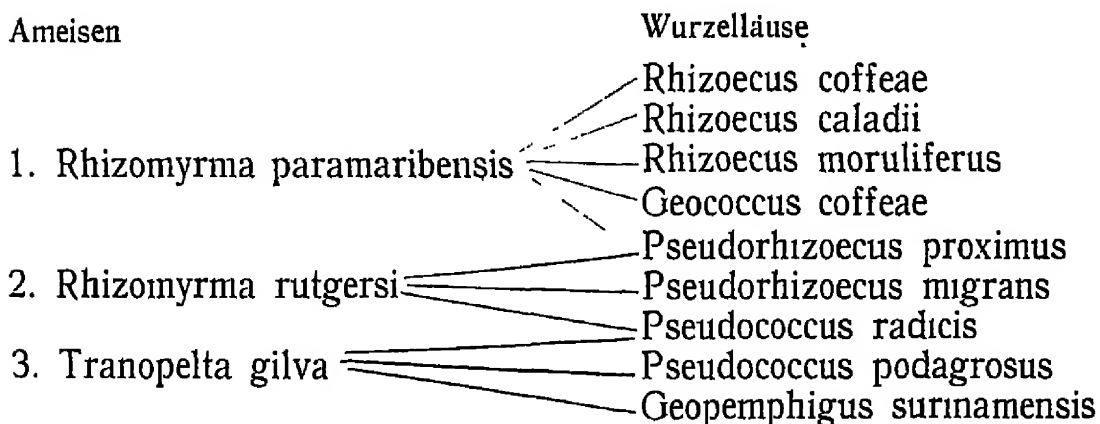 Ameisen
Wurzelläuse
Rhizoecus coffeae
Rhizoecus caladii
1. Rhizomyrma paramaribensis
Rhizoecus moruliferus
Geococcus coffeae
Pseudorhizoecus proximus
2. Rhizomyrma rutgersi
Pseudorhizoecus migrans
Pseudococcus radicis
3. Tranopelta gilva
Pseudococcus podagrosus
Geopemphigus surinamensis